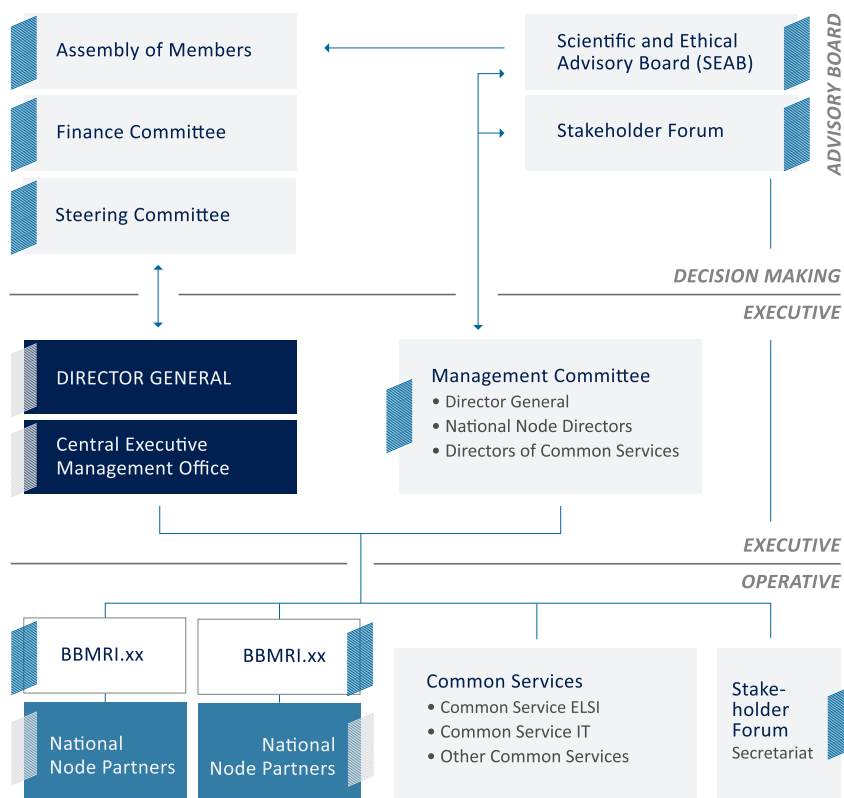 Assembly of Members
Finance Committee
Steering Committee
Scientific and Ethical
Advisory Board (SEAB)
Stakeholder Forum
ADVISORY BOARD
DECISION MAKING
EXECUTIVE
DIRECTOR GENERAL
Central Executive
Management Office
Management Committee
• Director General
• National Node Directors
• Directors of Common Services
EXECUTIVE
OPERATIVE
BBMRI.xx
National
Node Partners
BBMRI.xx
National
Node Partners
Common Services
• Common Service ELSI
• Common Service IT
• Other Common Services
Stake-
holder
Forum
Secretariat